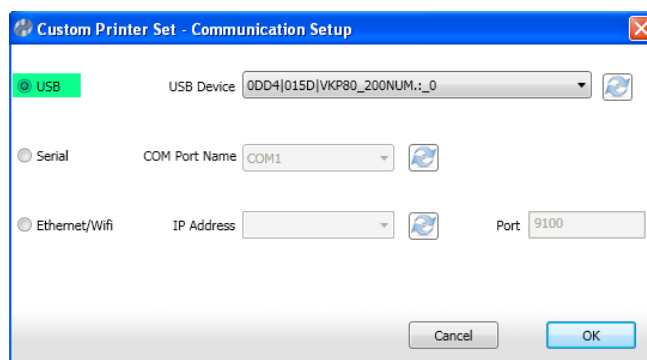 Custom Printer Set - Communication Setup
USB USB Device 0DD4|015D|VKP80_200NUM.:_0
Serial COM Port Name COM1
Ethernet/Wifi IP Address Port 9100
Cancel OK